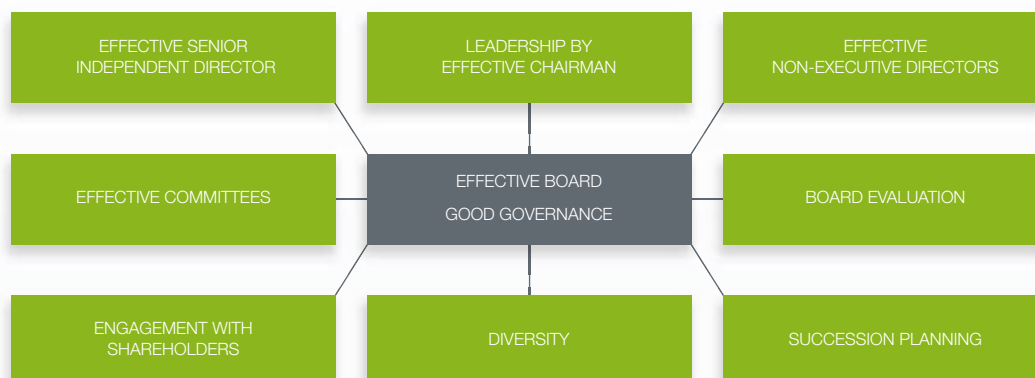 EFFECTIVE SENIOR
INDEPENDENT DIRECTOR
LEADERSHIP BY
EFFECTIVE CHAIRMAN
EFFECTIVE
NON-EXECUTIVE DIRECTORS
EFFECTIVE COMMITTEES
EFFECTIVE BOARD
GOOD GOVERNANCE
BOARD EVALUATION
ENGAGEMENT WITH
SHAREHOLDERS
DIVERSITY
SUCCESSION PLANNING